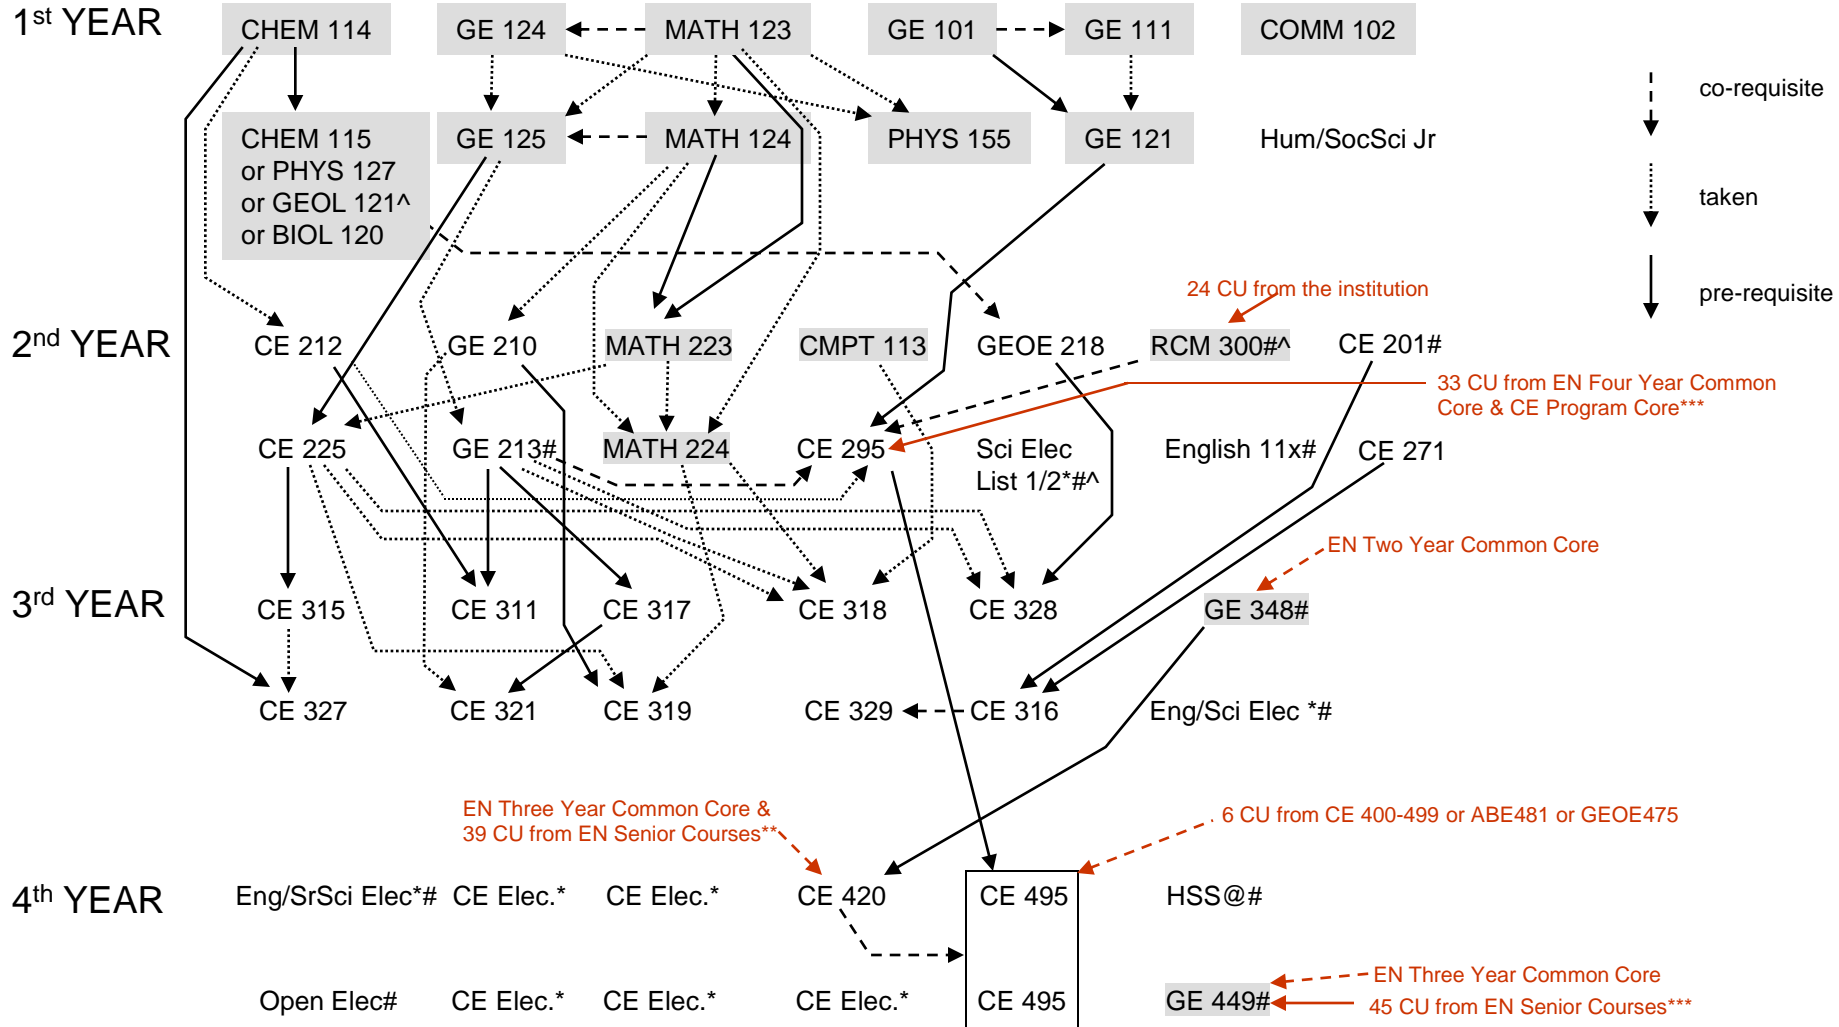 1st YEAR
CHEM 114
GE 124
MATH 123
GE 101
GE 111
COMM 102
co-requisite
CHEM 115
or PHYS 127
or GEOL 121^
or BIOL 120
GE 125
MATH 124
PHYS 155
GE 121
Hum/SocSci Jr
taken
pre-requisite
24 CU from the institution
2nd YEAR
CE 212
GE 210
MATH 223
CMPT 113
GEOE 218
RCM 300#^
CE 201#
33 CU from EN Four Year Common
Core & CE Program Core***
CE 225
GE 213#
MATH 224
CE 295
Sci Elec
List 1/2*#^
English 11x#
CE 271
EN Two Year Common Core
3rd YEAR
CE 315
CE 311
CE 317
CE 318
CE 328
GE 348#
CE 327
CE 321
CE 319
CE 329
CE 316
Eng/Sci Elec *#
EN Three Year Common Core &
39 CU from EN Senior Courses**
6 CU from CE 400-499 or ABE481 or GEOE475
4th YEAR
Eng/SrSci Elec*#
CE Elec.*
CE Elec.*
CE 420
CE 495
HSS@#
EN Three Year Common Core
Open Elec#
CE Elec.*
CE Elec.*
CE Elec.*
CE 495
GE 449#
45 CU from EN Senior Courses***